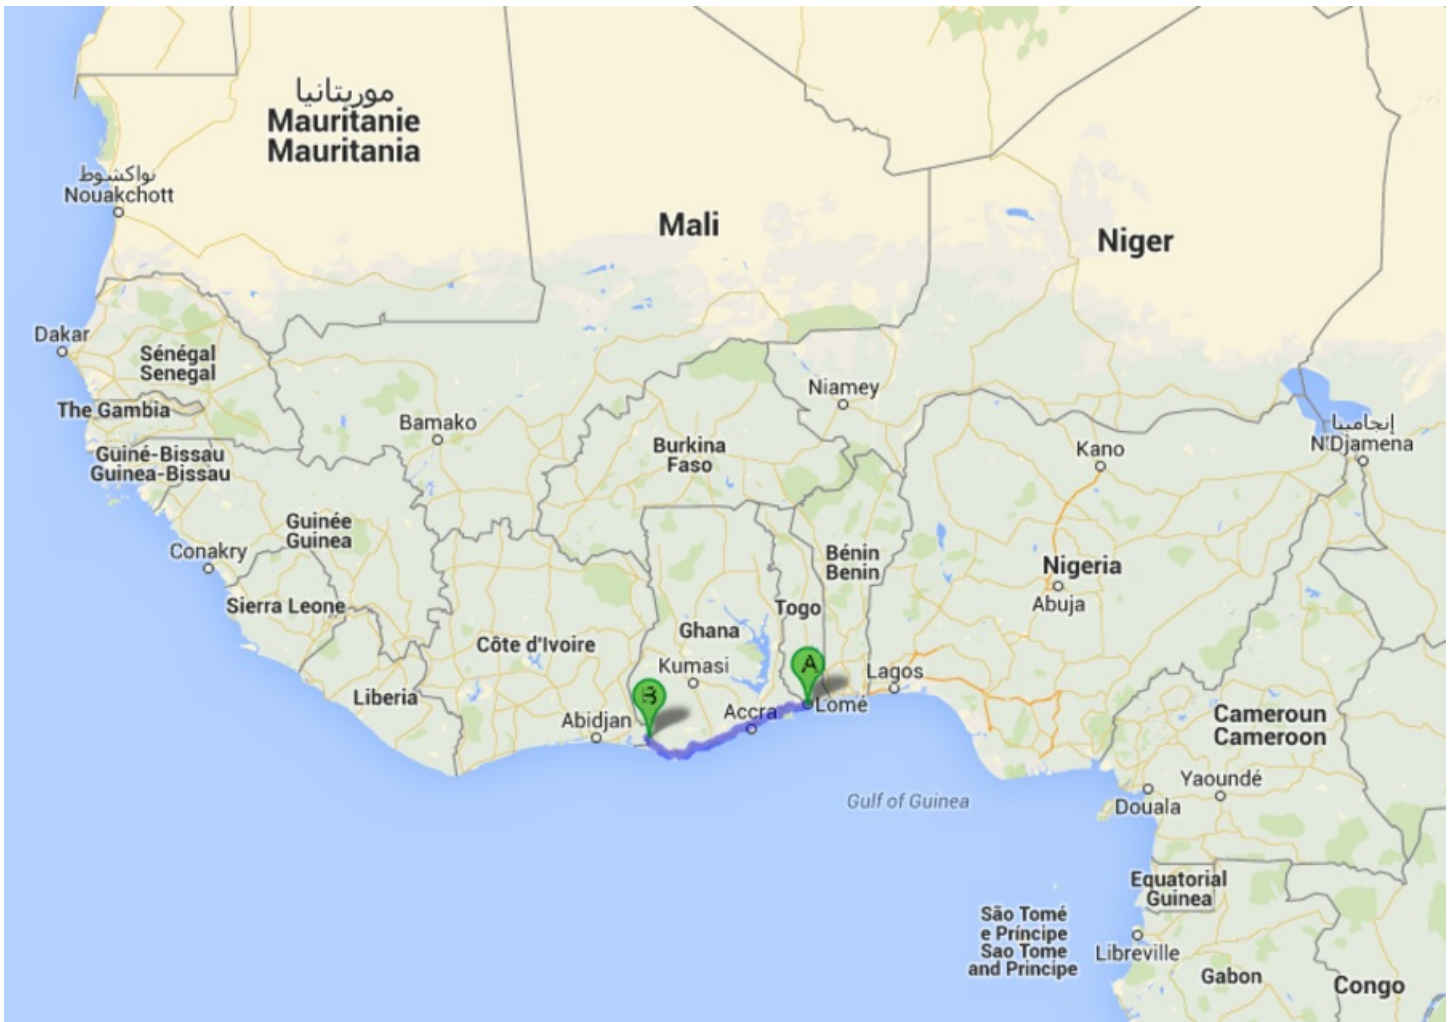 موريتانيا
Mauritanie
Mauritania
نواكشوط
Nouakchott
Mali
Niger
Dakar
Sénégal
Senegal
The Gambia
Niamey
Bamako
Burkina
Faso
Kano
إنجامينا
N'Djamena
Guiné-Bissau
Guinea-Bissau
Guinée
Guinea
Conakry
Bénin
Benin
Nigeria
Abuja
Sierra Leone
Togo
Ghana
Côte d'Ivoire
Kumasi
A
Lagos
Liberia
B
Abidjan
Accra
Lomé
Cameroun
Cameroon
Yaoundé
Douala
Gulf of Guinea
Equatorial
Guinea
São Tomé
e Príncipe
Sao Tome
and Principe
Libreville
Gabon
Congo